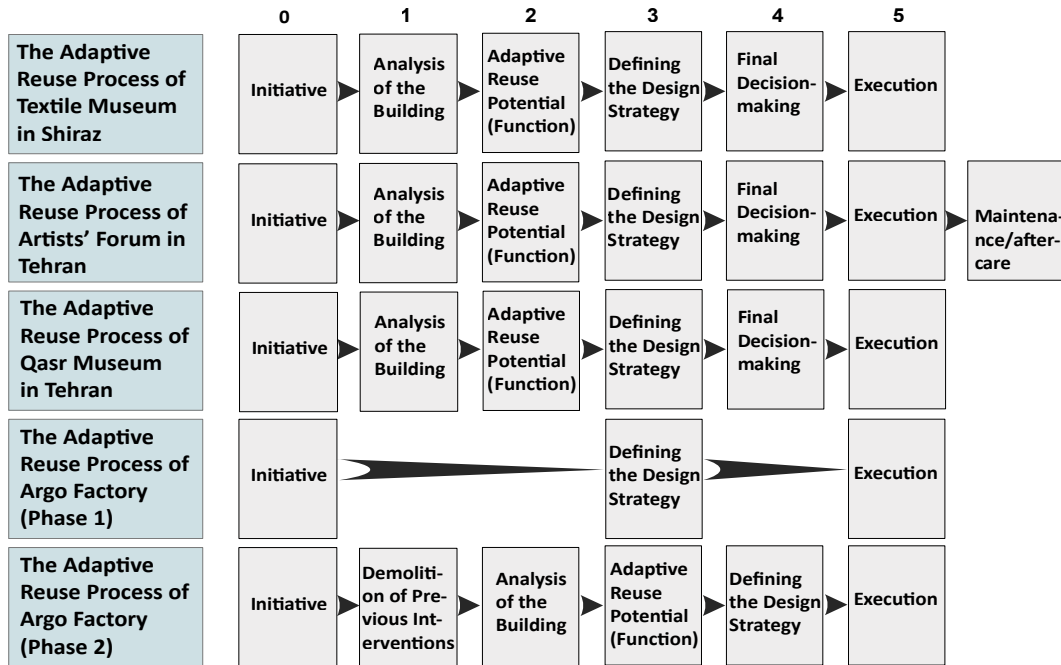 0 1 2 3 4 5
The Adaptive
Reuse Process of
Textile Museum
in Shiraz
Initiative
Analysis
of the
Building
Adaptive
Reuse
Potential
(Function)
Defining
the Design
Strategy
Final
Decision-
making
Execution
The Adaptive
Reuse Process of
Artists’ Forum in
Tehran
Initiative
Analysis
of the
Building
Adaptive
Reuse
Potential
(Function)
Defining
the Design
Strategy
Final
Decision-
making
Execution
Maintena-
nce/after-
care
The Adaptive
Reuse Process of
Qasr Museum
in Tehran
Initiative
Analysis
of the
Building
Adaptive
Reuse
Potential
(Function)
Defining
the Design
Strategy
Final
Decision-
making
Execution
The Adaptive
Reuse Process of
Argo Factory
(Phase 1)
Initiative
Defining
the Design
Strategy
Execution
The Adaptive
Reuse Process of
Argo Factory
(Phase 2)
Initiative
Demoliti-
on of Pre-
vious Int-
erventions
Analysis
of the
Building
Adaptive
Reuse
Potential
(Function)
Defining
the Design
Strategy
Execution